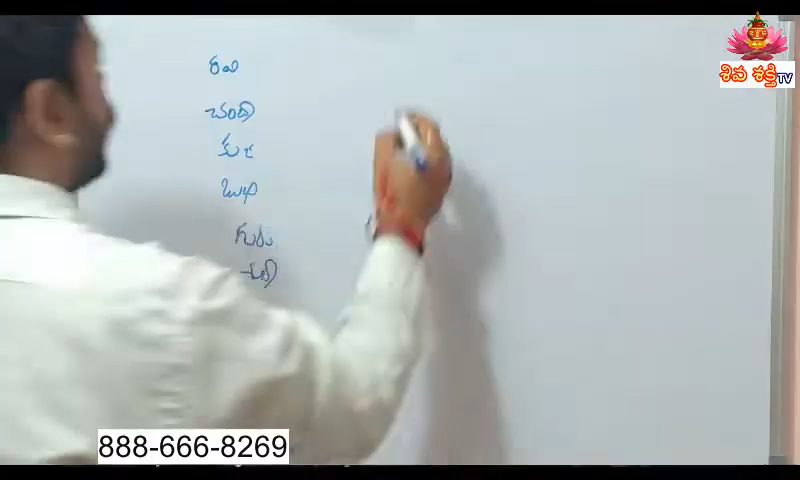 శివ శక్తి TV
రవి
చంద్ర
కుజ
బుధ
గురు
శుక్ర
888-666-8269